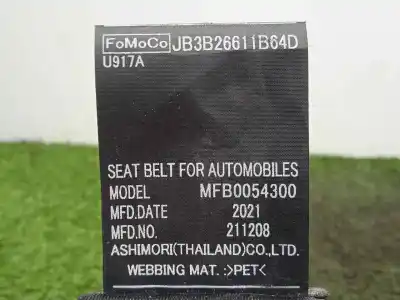 FoMoCo JB3B26611B64D
U917A
SEAT BELT FOR AUTOMOBILES
MODEL MFB0054300
MFD.DATE 2021
MFD.NO. 211208
ASHIMORI(THAILAND)CO.,LTD.
WEBBING MAT. :>PET<